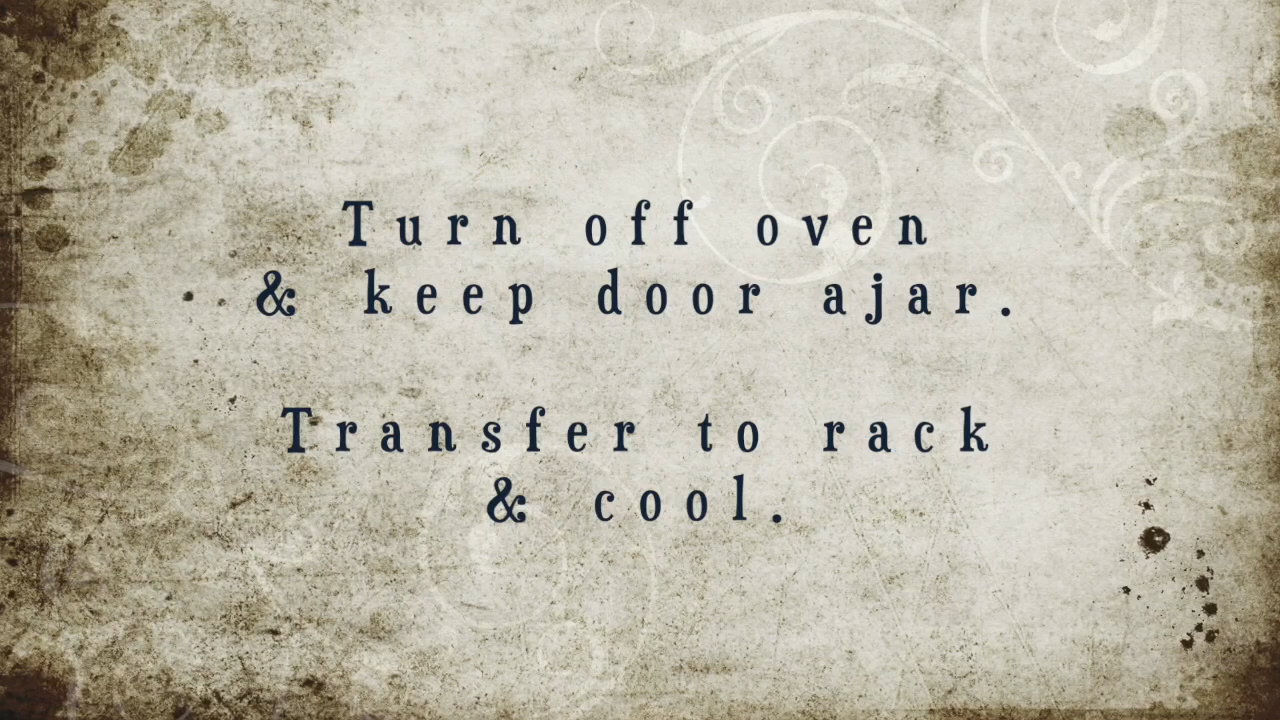 Turn off oven
& keep door ajar.
Transfer to rack
& cool.